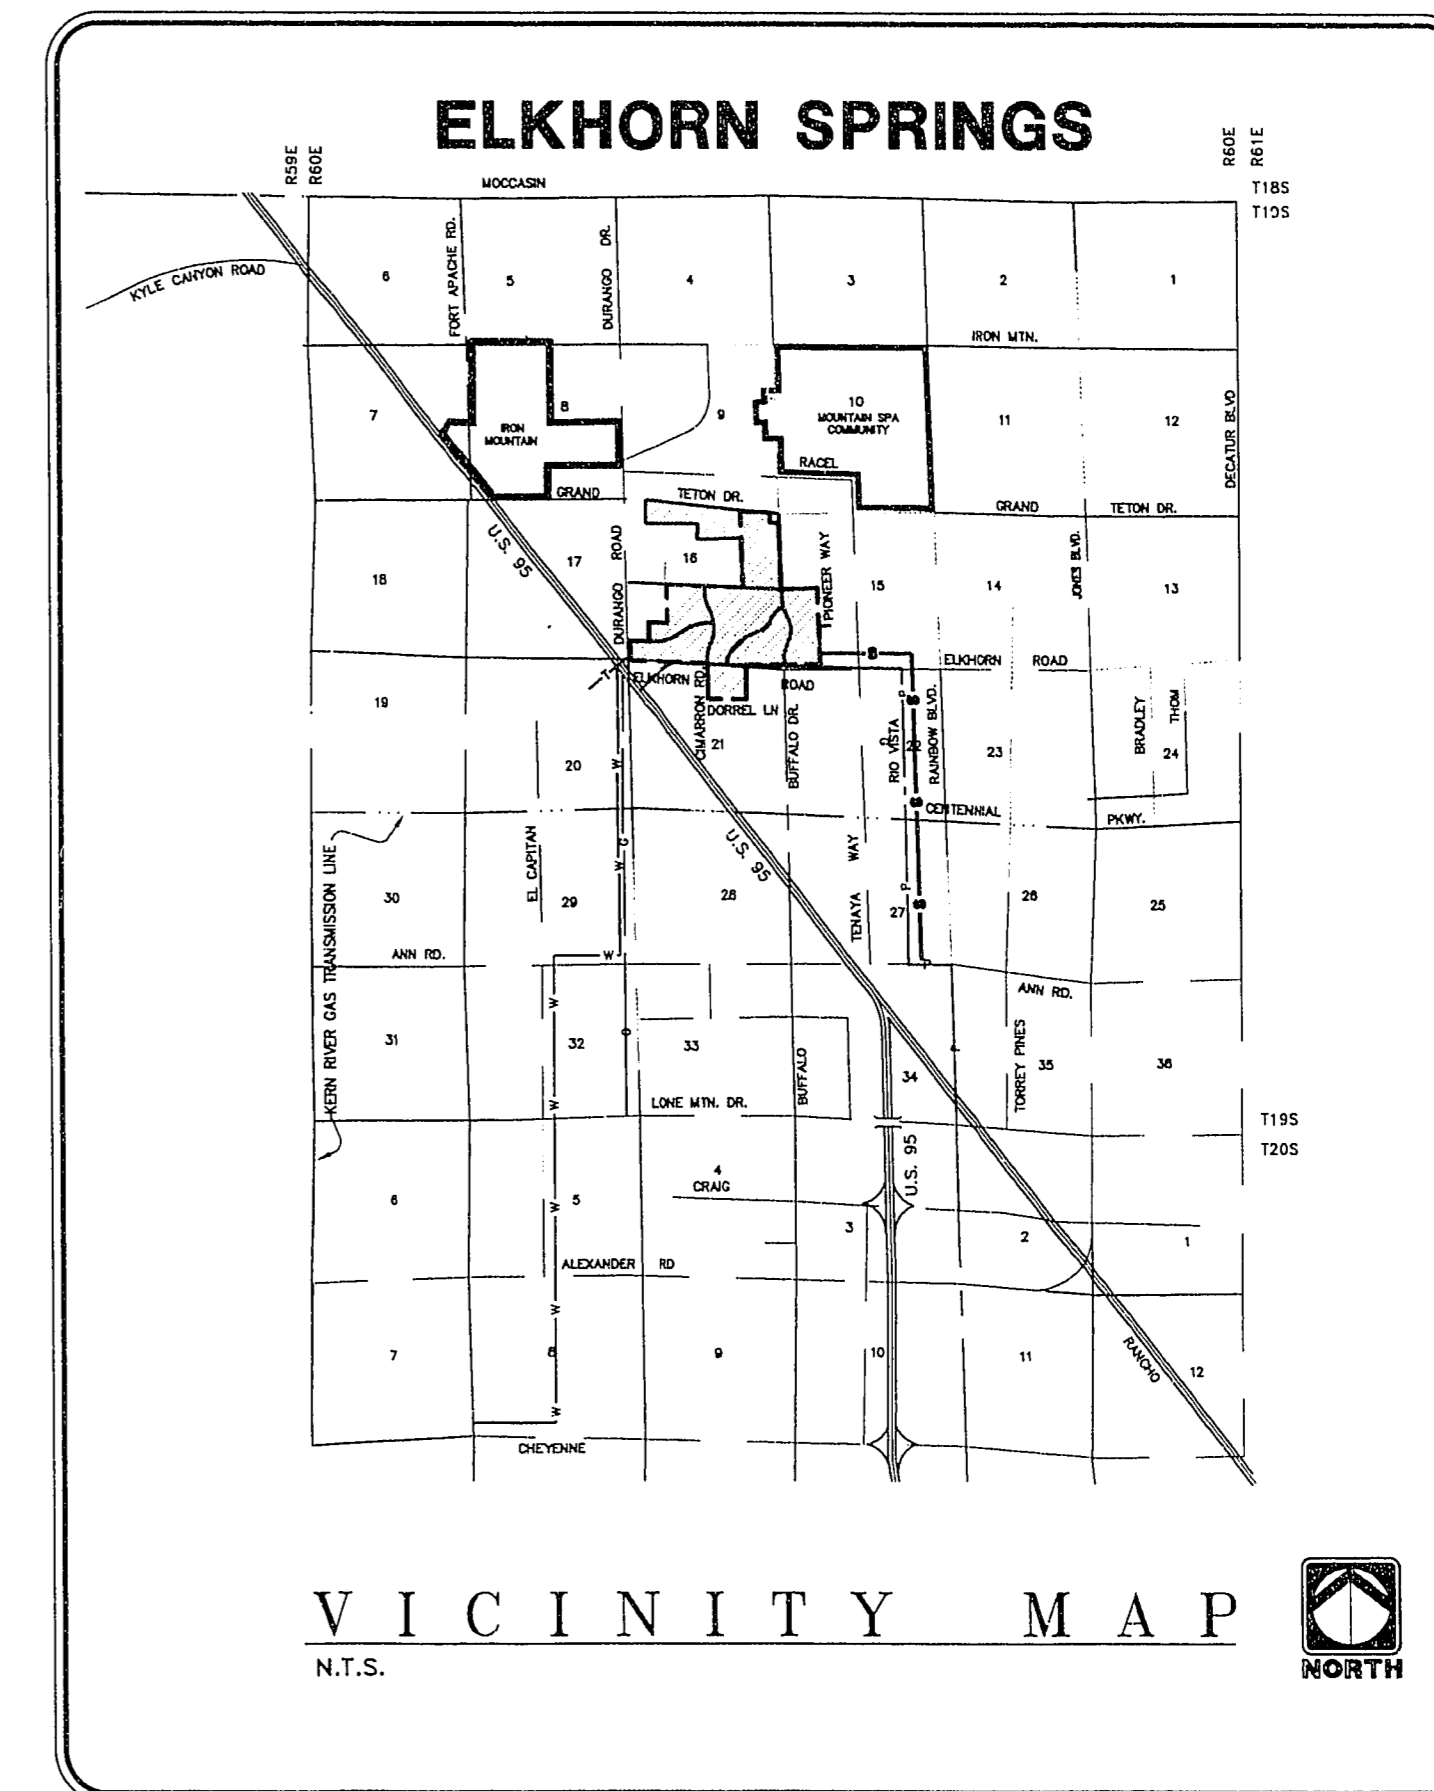 ELKHORN SPRINGS
R59E
R60E
R60E
R61E
T18S
T19S
MOCCASIN
KYLE CANYON ROAD
FORT APACHE RD.
DURANGO DR.
6
5
4
3
2
1
IRON MTN.
7
8
9
10
MOUNTAIN SPA
COMMUNITY
11
12
IRON
MOUNTAIN
DECATUR BLVD
RACEL
GRAND
TETON DR.
GRAND
TETON DR.
U.S. 95
DURANGO ROAD
PIONEER WAY
JONES BLVD.
18
17
16
15
14
13
T
S
ELKHORN
ROAD
ELKHORN ROAD
DORREL LN
CIMARRON RD.
BUFFALO DR.
P
S
RIO VISTA
RAINBOW BLVD.
BRADLEY
THOM
19
20
21
22
23
24
W
S
CENTENNIAL
PKWY.
KERN RIVER GAS TRANSMISSION LINE
EL CAPITAN
G
W
U.S. 95
TENAYA WAY
P
S
30
29
28
27
26
25
ANN RD.
W
P
ANN RD.
W
G
BUFFALO
P
TORREY PINES
31
32
33
34
35
36
W
LONE MTN. DR.
T19S
T20S
U.S. 95
6
5
4
CRAIG
3
2
1
W
ALEXANDER RD
W
7
8
9
10
11
12
RANCHO
W
CHEYENNE
VICINITY MAP
N.T.S.
NORTH